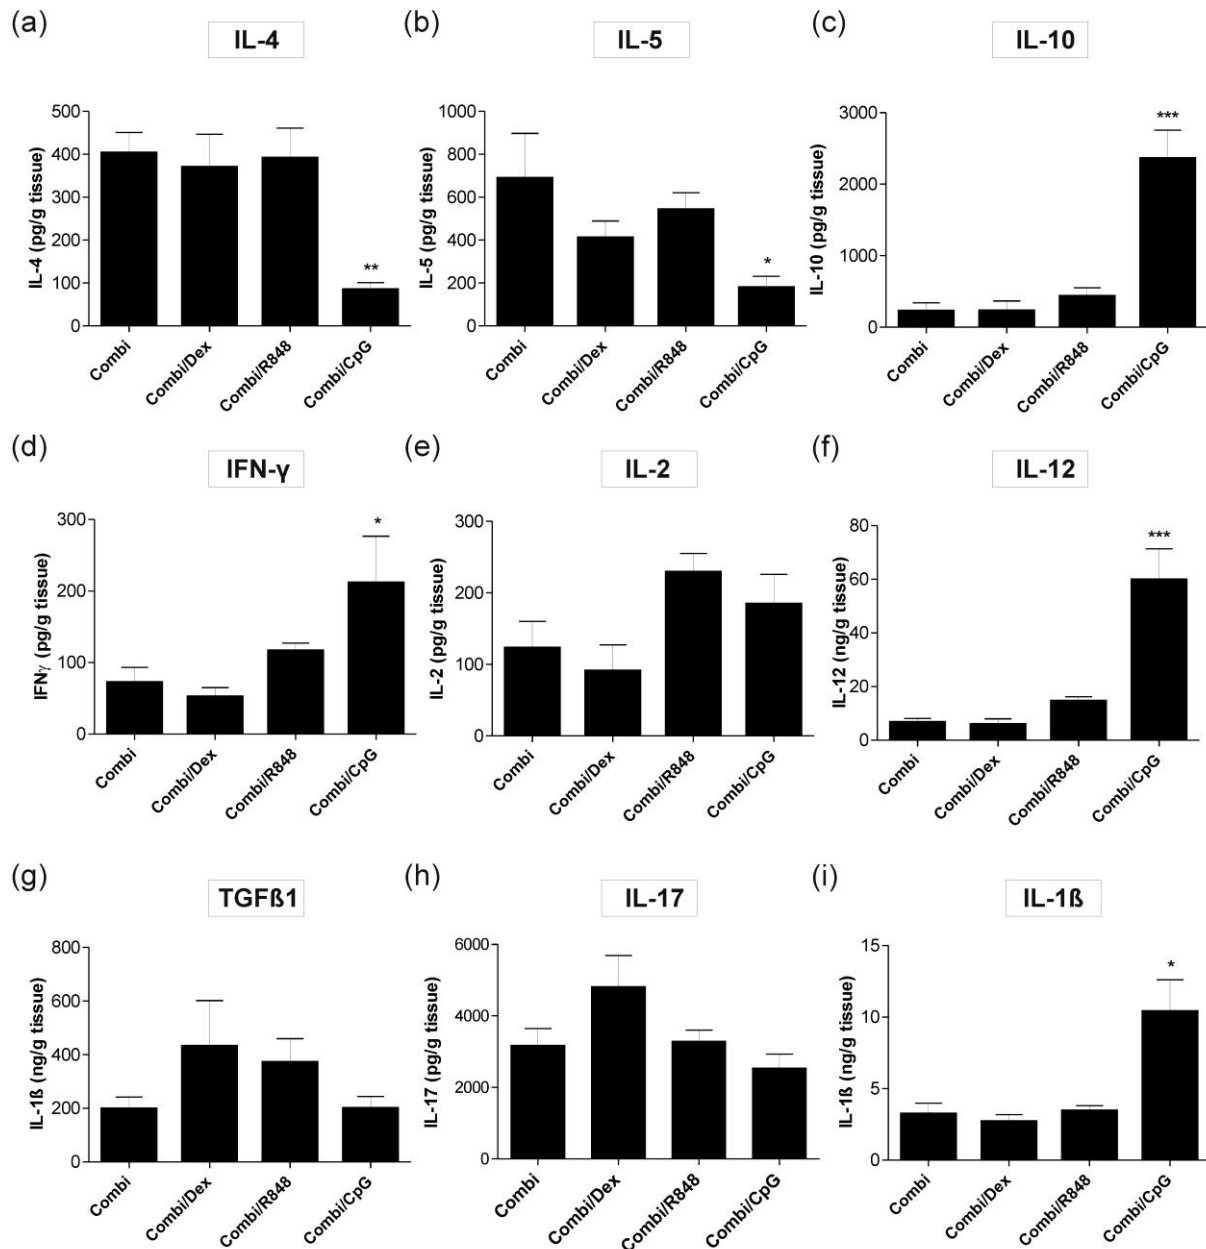 (a)
IL-4
IL-4 (pg/g tissue)
500
400
300
200
100
0
**
Combi
Combi/Dex
Combi/R848
Combi/CpG
(b)
IL-5
IL-5 (pg/g tissue)
1000
800
600
400
200
0
*
Combi
Combi/Dex
Combi/R848
Combi/CpG
(c)
IL-10
IL-10 (pg/g tissue)
3000
2000
1000
0
***
Combi
Combi/Dex
Combi/R848
Combi/CpG
(d)
IFN-γ
IFNγ (pg/g tissue)
300
200
100
0
*
Combi
Combi/Dex
Combi/R848
Combi/CpG
(e)
IL-2
IL-2 (pg/g tissue)
300
200
100
0
Combi
Combi/Dex
Combi/R848
Combi/CpG
(f)
IL-12
IL-12 (ng/g tissue)
80
60
40
20
0
***
Combi
Combi/Dex
Combi/R848
Combi/CpG
(g)
TGFß1
IL-1ß (ng/g tissue)
800
600
400
200
0
Combi
Combi/Dex
Combi/R848
Combi/CpG
(h)
IL-17
IL-17 (pg/g tissue)
6000
4000
2000
0
Combi
Combi/Dex
Combi/R848
Combi/CpG
(i)
IL-1ß
IL-1ß (ng/g tissue)
15
10
5
0
*
Combi
Combi/Dex
Combi/R848
Combi/CpG